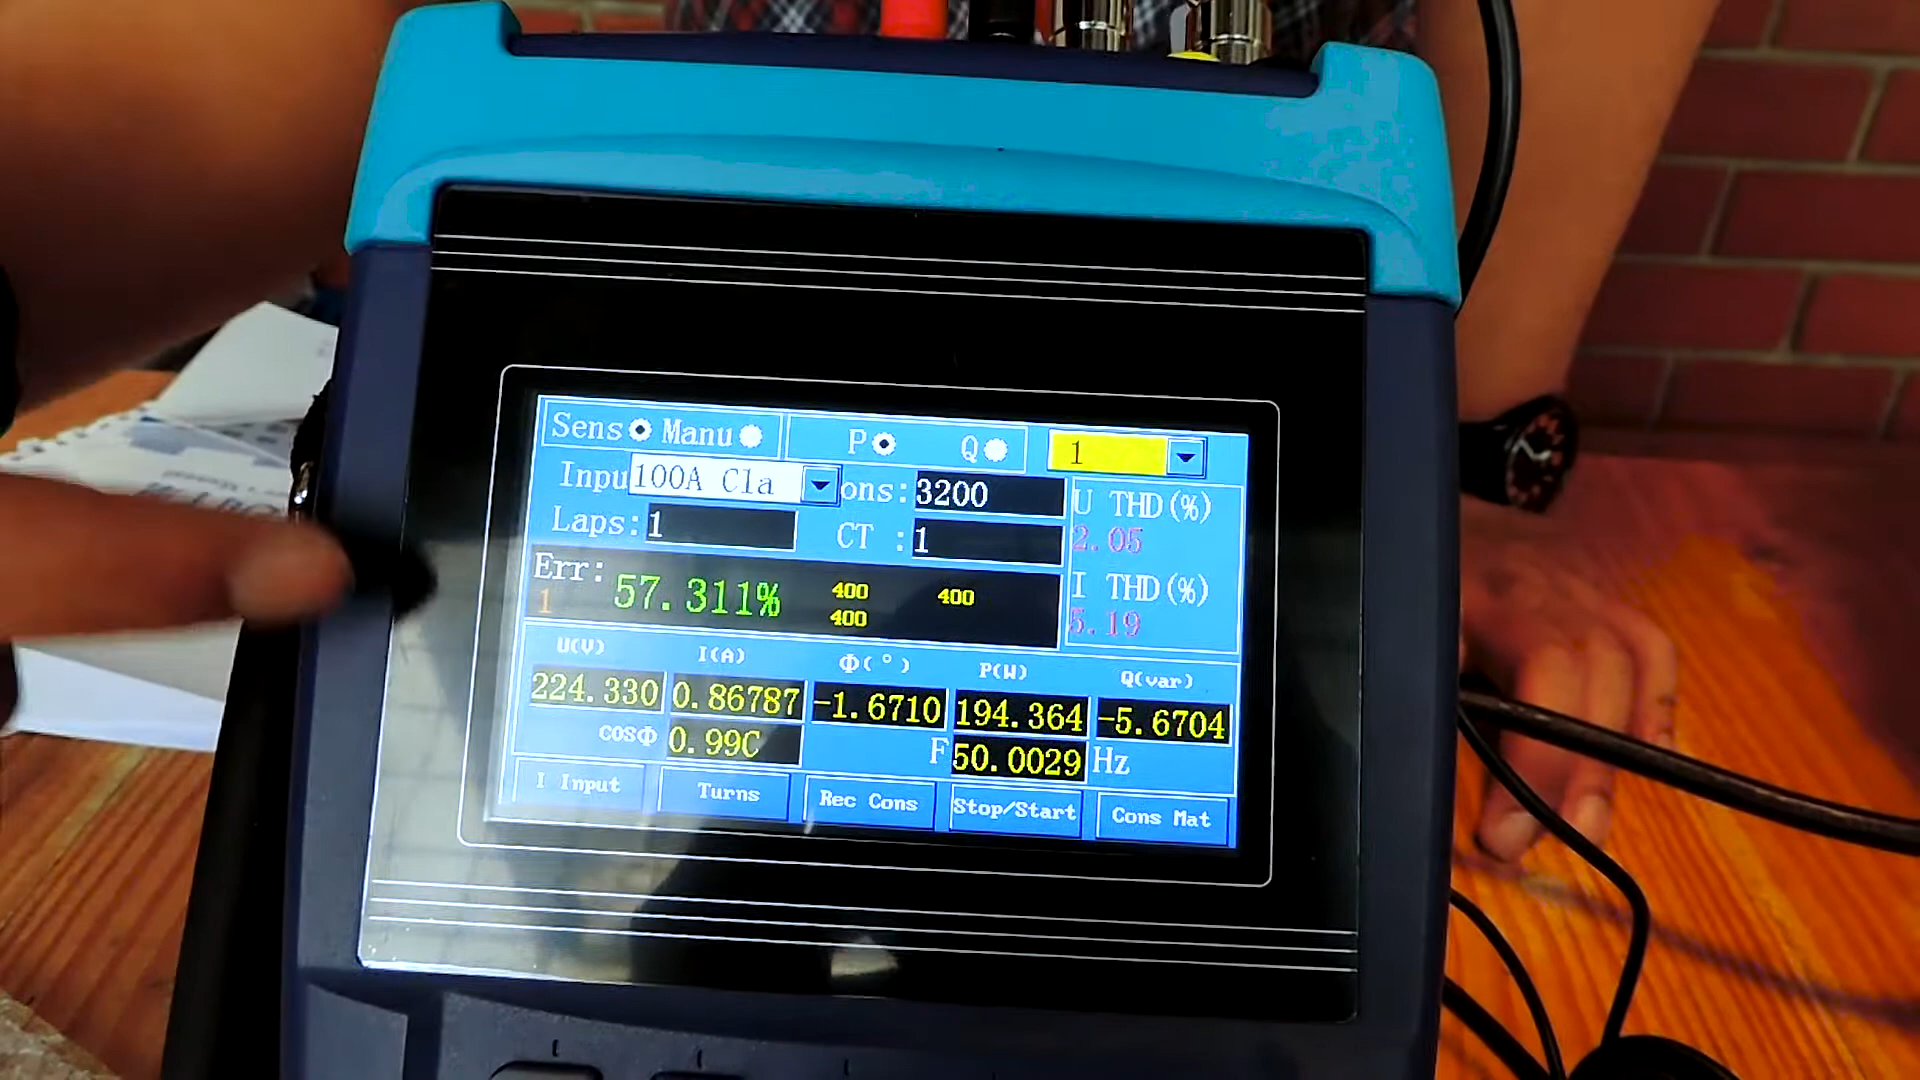 Sens Manu P Q 1
Inpu 100A Cla ons: 3200 U THD(%)
Laps: 1 CT : 1 2.05
Err: 57.311% 400 400 I THD(%)
1 400 5.19
U(V) I(A) Φ(°) P(W) Q(var)
224.330 0.86787 -1.6710 194.364 -5.6704
cosΦ 0.99C F 50.0029 Hz
I Input Turns Rec Cons Stop/Start Cons Mat